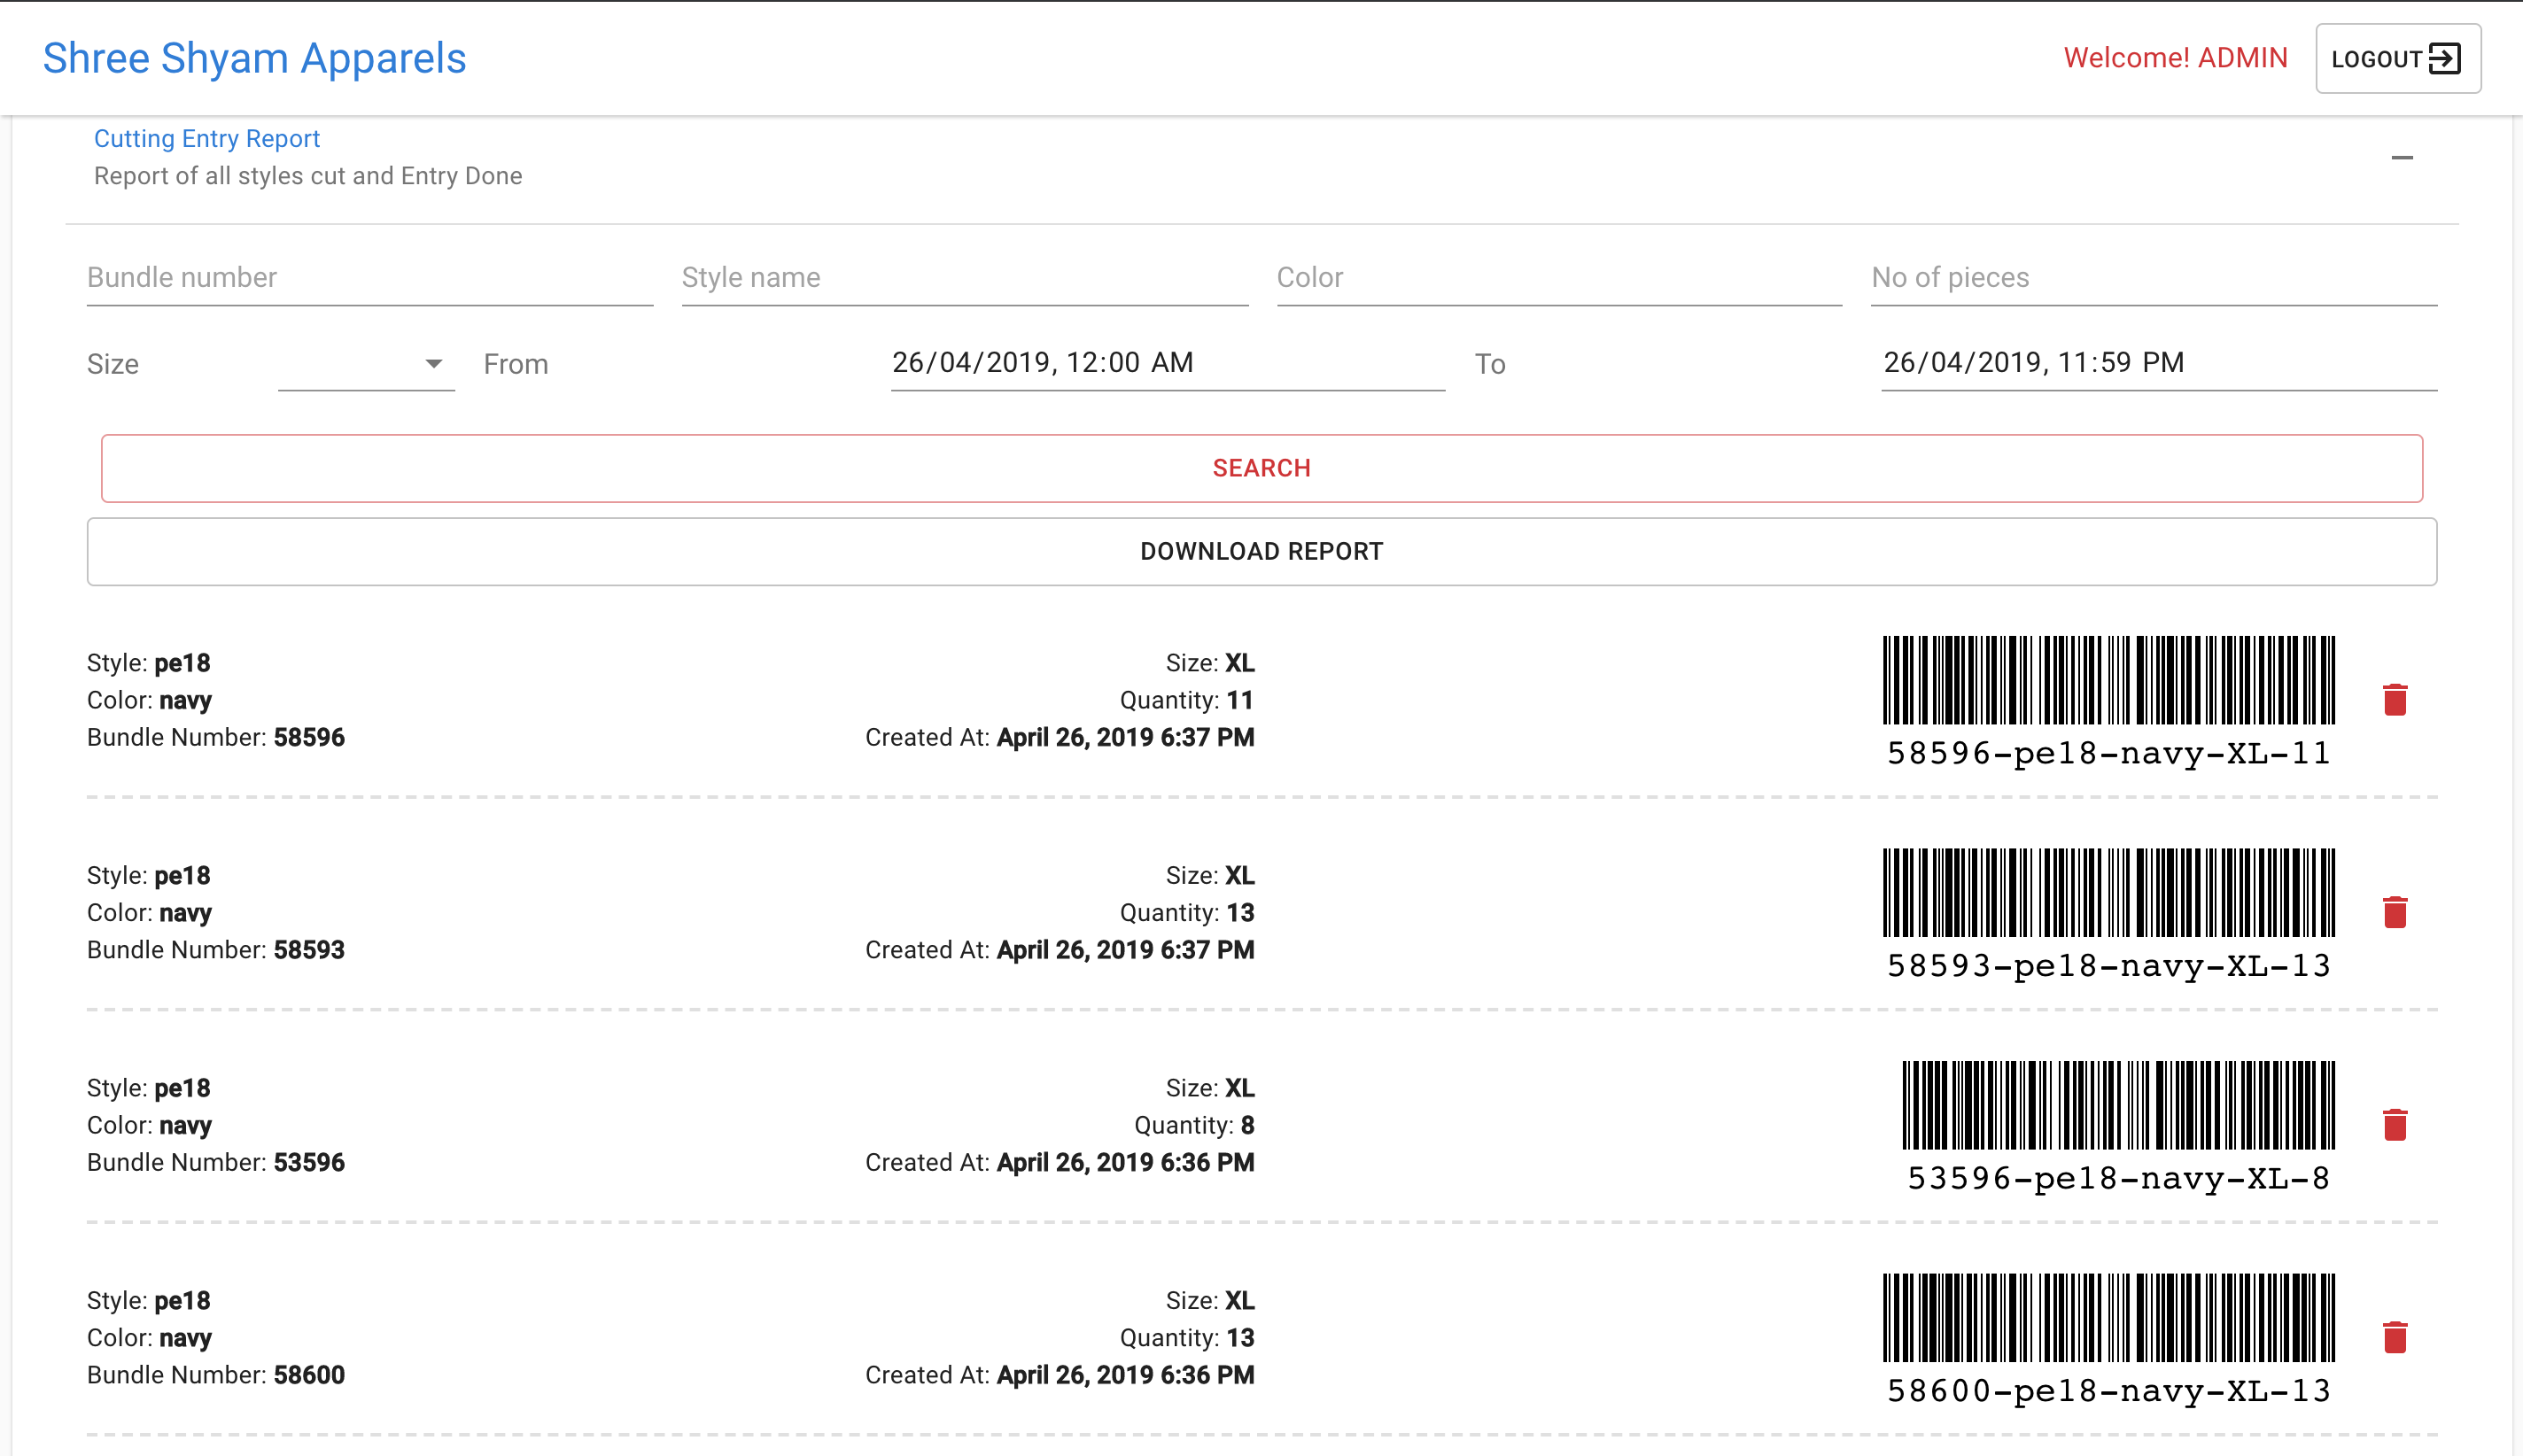 Shree Shyam Apparels
Welcome! ADMIN
LOGOUT
Cutting Entry Report
Report of all styles cut and Entry Done
Bundle number
Style name
Color
No of pieces
Size
From
26/04/2019, 12:00 AM
To
26/04/2019, 11:59 PM
SEARCH
DOWNLOAD REPORT
Style: pe18
Color: navy
Bundle Number: 58596
Size: XL
Quantity: 11
Created At: April 26, 2019 6:37 PM
58596-pe18-navy-XL-11
Style: pe18
Color: navy
Bundle Number: 58593
Size: XL
Quantity: 13
Created At: April 26, 2019 6:37 PM
58593-pe18-navy-XL-13
Style: pe18
Color: navy
Bundle Number: 53596
Size: XL
Quantity: 8
Created At: April 26, 2019 6:36 PM
53596-pe18-navy-XL-8
Style: pe18
Color: navy
Bundle Number: 58600
Size: XL
Quantity: 13
Created At: April 26, 2019 6:36 PM
58600-pe18-navy-XL-13